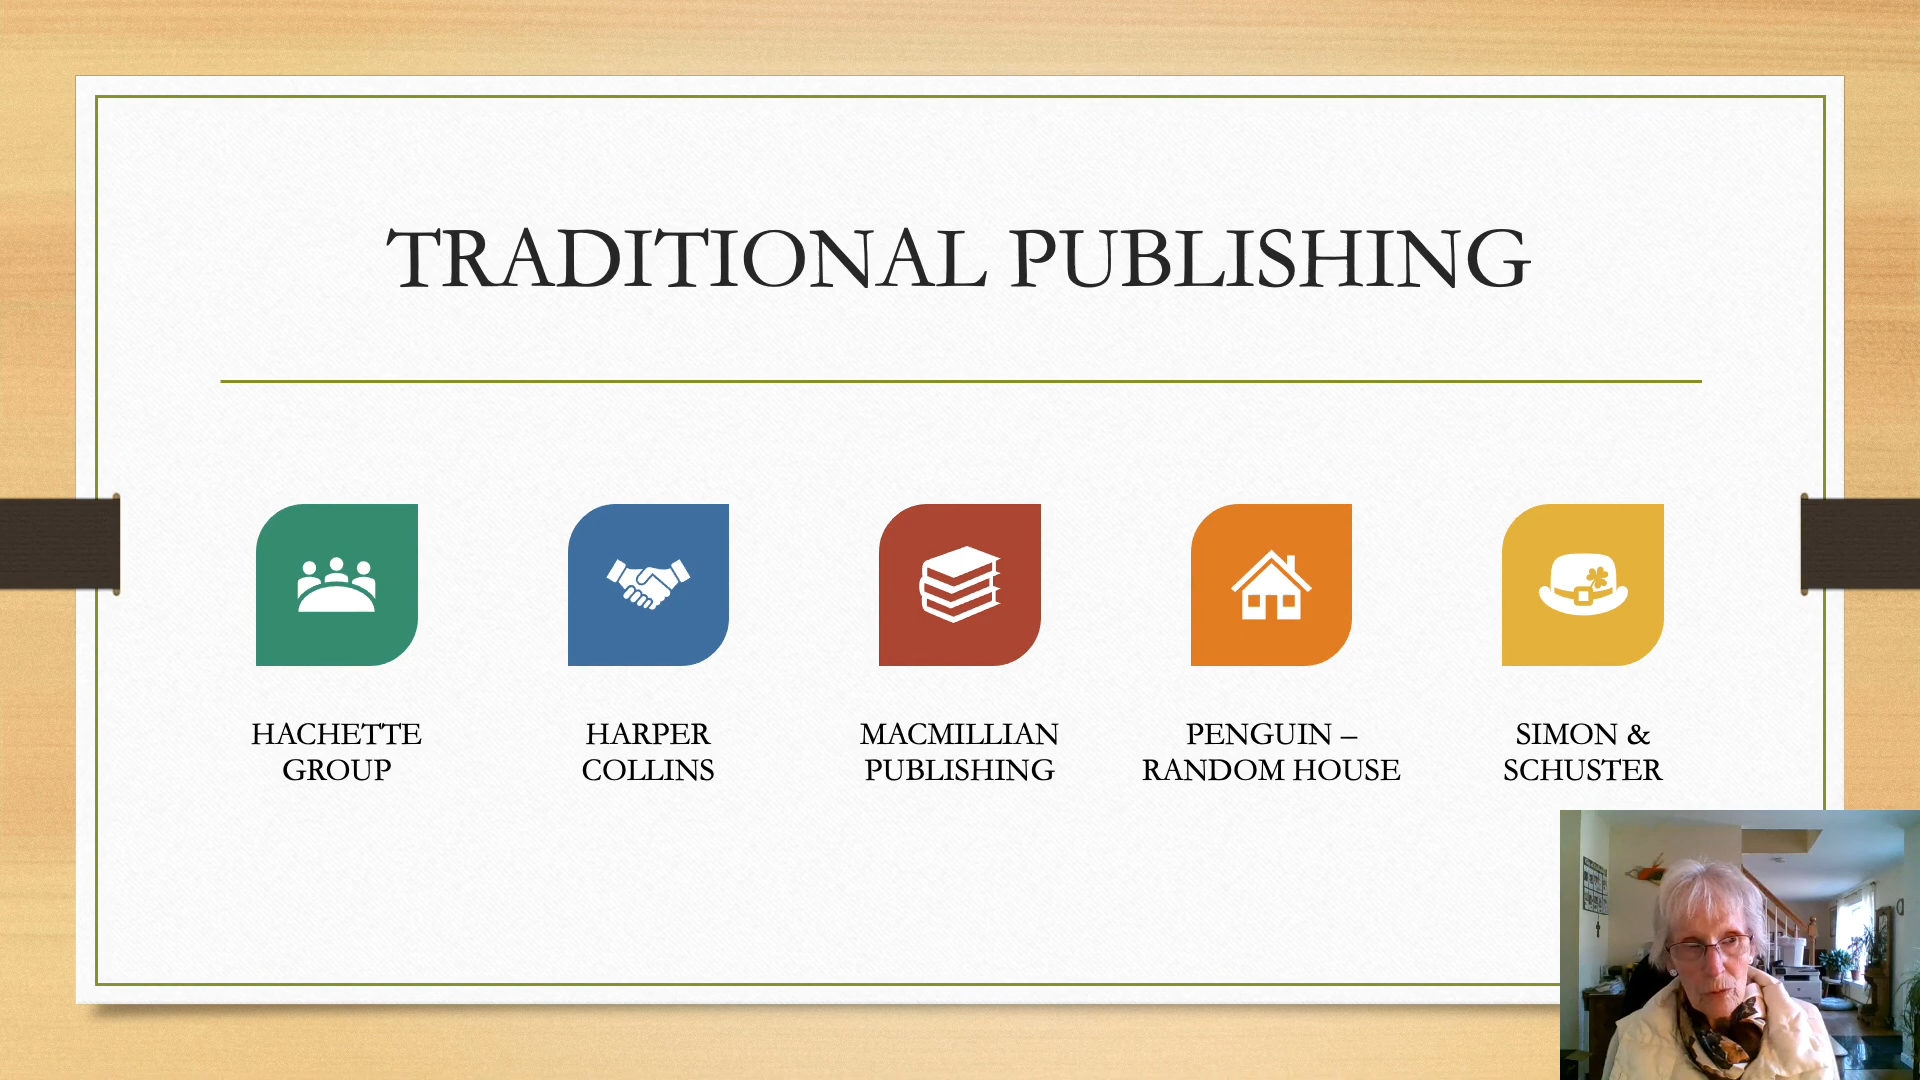 TRADITIONAL PUBLISHING
HACHETTE
GROUP
HARPER
COLLINS
MACMILLIAN
PUBLISHING
PENGUIN –
RANDOM HOUSE
SIMON &
SCHUSTER